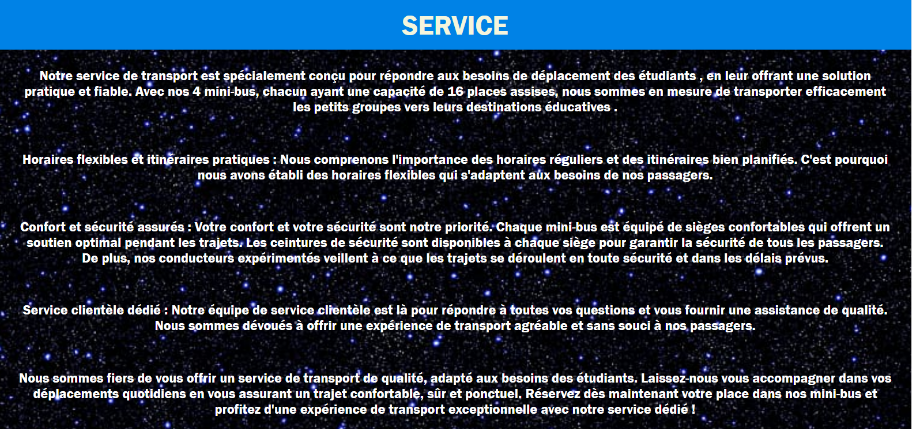 SERVICE
Notre service de transport est spécialement conçu pour répondre aux besoins de déplacement des étudiants , en leur offrant une solution
pratique et fiable. Avec nos 4 mini-bus, chacun ayant une capacité de 16 places assises, nous sommes en mesure de transporter efficacement
les petits groupes vers leurs destinations éducatives .
Horaires flexibles et itinéraires pratiques : Nous comprenons l'importance des horaires réguliers et des itinéraires bien planifiés. C'est pourquoi
nous avons établi des horaires flexibles qui s'adaptent aux besoins de nos passagers.
Confort et sécurité assurés : Votre confort et votre sécurité sont notre priorité. Chaque mini-bus est équipé de sièges confortables qui offrent un
soutien optimal pendant les trajets. Les ceintures de sécurité sont disponibles à chaque siège pour garantir la sécurité de tous les passagers.
De plus, nos conducteurs expérimentés veillent à ce que les trajets se déroulent en toute sécurité et dans les délais prévus.
Service clientèle dédié : Notre équipe de service clientèle est là pour répondre à toutes vos questions et vous fournir une assistance de qualité.
Nous sommes dévoués à offrir une expérience de transport agréable et sans souci à nos passagers.
Nous sommes fiers de vous offrir un service de transport de qualité, adapté aux besoins des étudiants. Laissez-nous vous accompagner dans vos
déplacements quotidiens en vous assurant un trajet confortable, sûr et ponctuel. Réservez dès maintenant votre place dans nos mini-bus et
profitez d'une expérience de transport exceptionnelle avec notre service dédié !